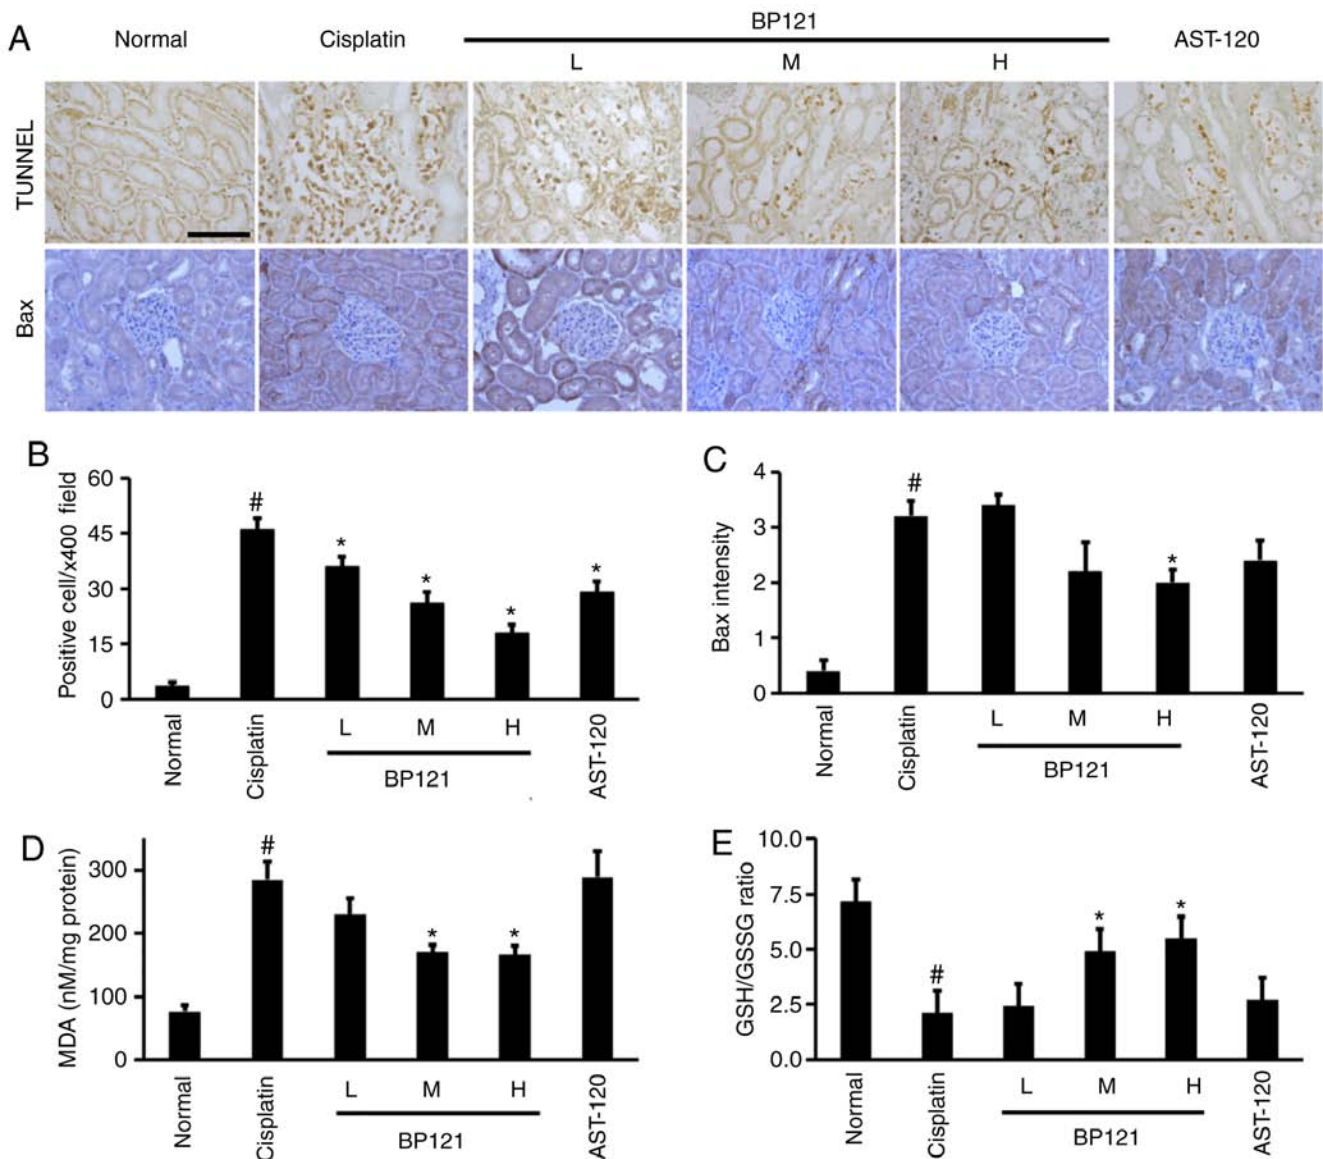 A
Normal
Cisplatin
BP121
AST-120
L
M
H
TUNNEL
Bax
B
Positive cell/x400 field
60
45
30
15
0
#
*
*
*
*
Normal
Cisplatin
L
M
H
BP121
AST-120
C
Bax intensity
4
3
2
1
0
#
*
Normal
Cisplatin
L
M
H
BP121
AST-120
D
MDA (nM/mg protein)
300
200
100
0
#
*
*
Normal
Cisplatin
L
M
H
BP121
AST-120
E
GSH/GSSG ratio
10.0
7.5
5.0
2.5
0.0
#
*
*
Normal
Cisplatin
L
M
H
BP121
AST-120